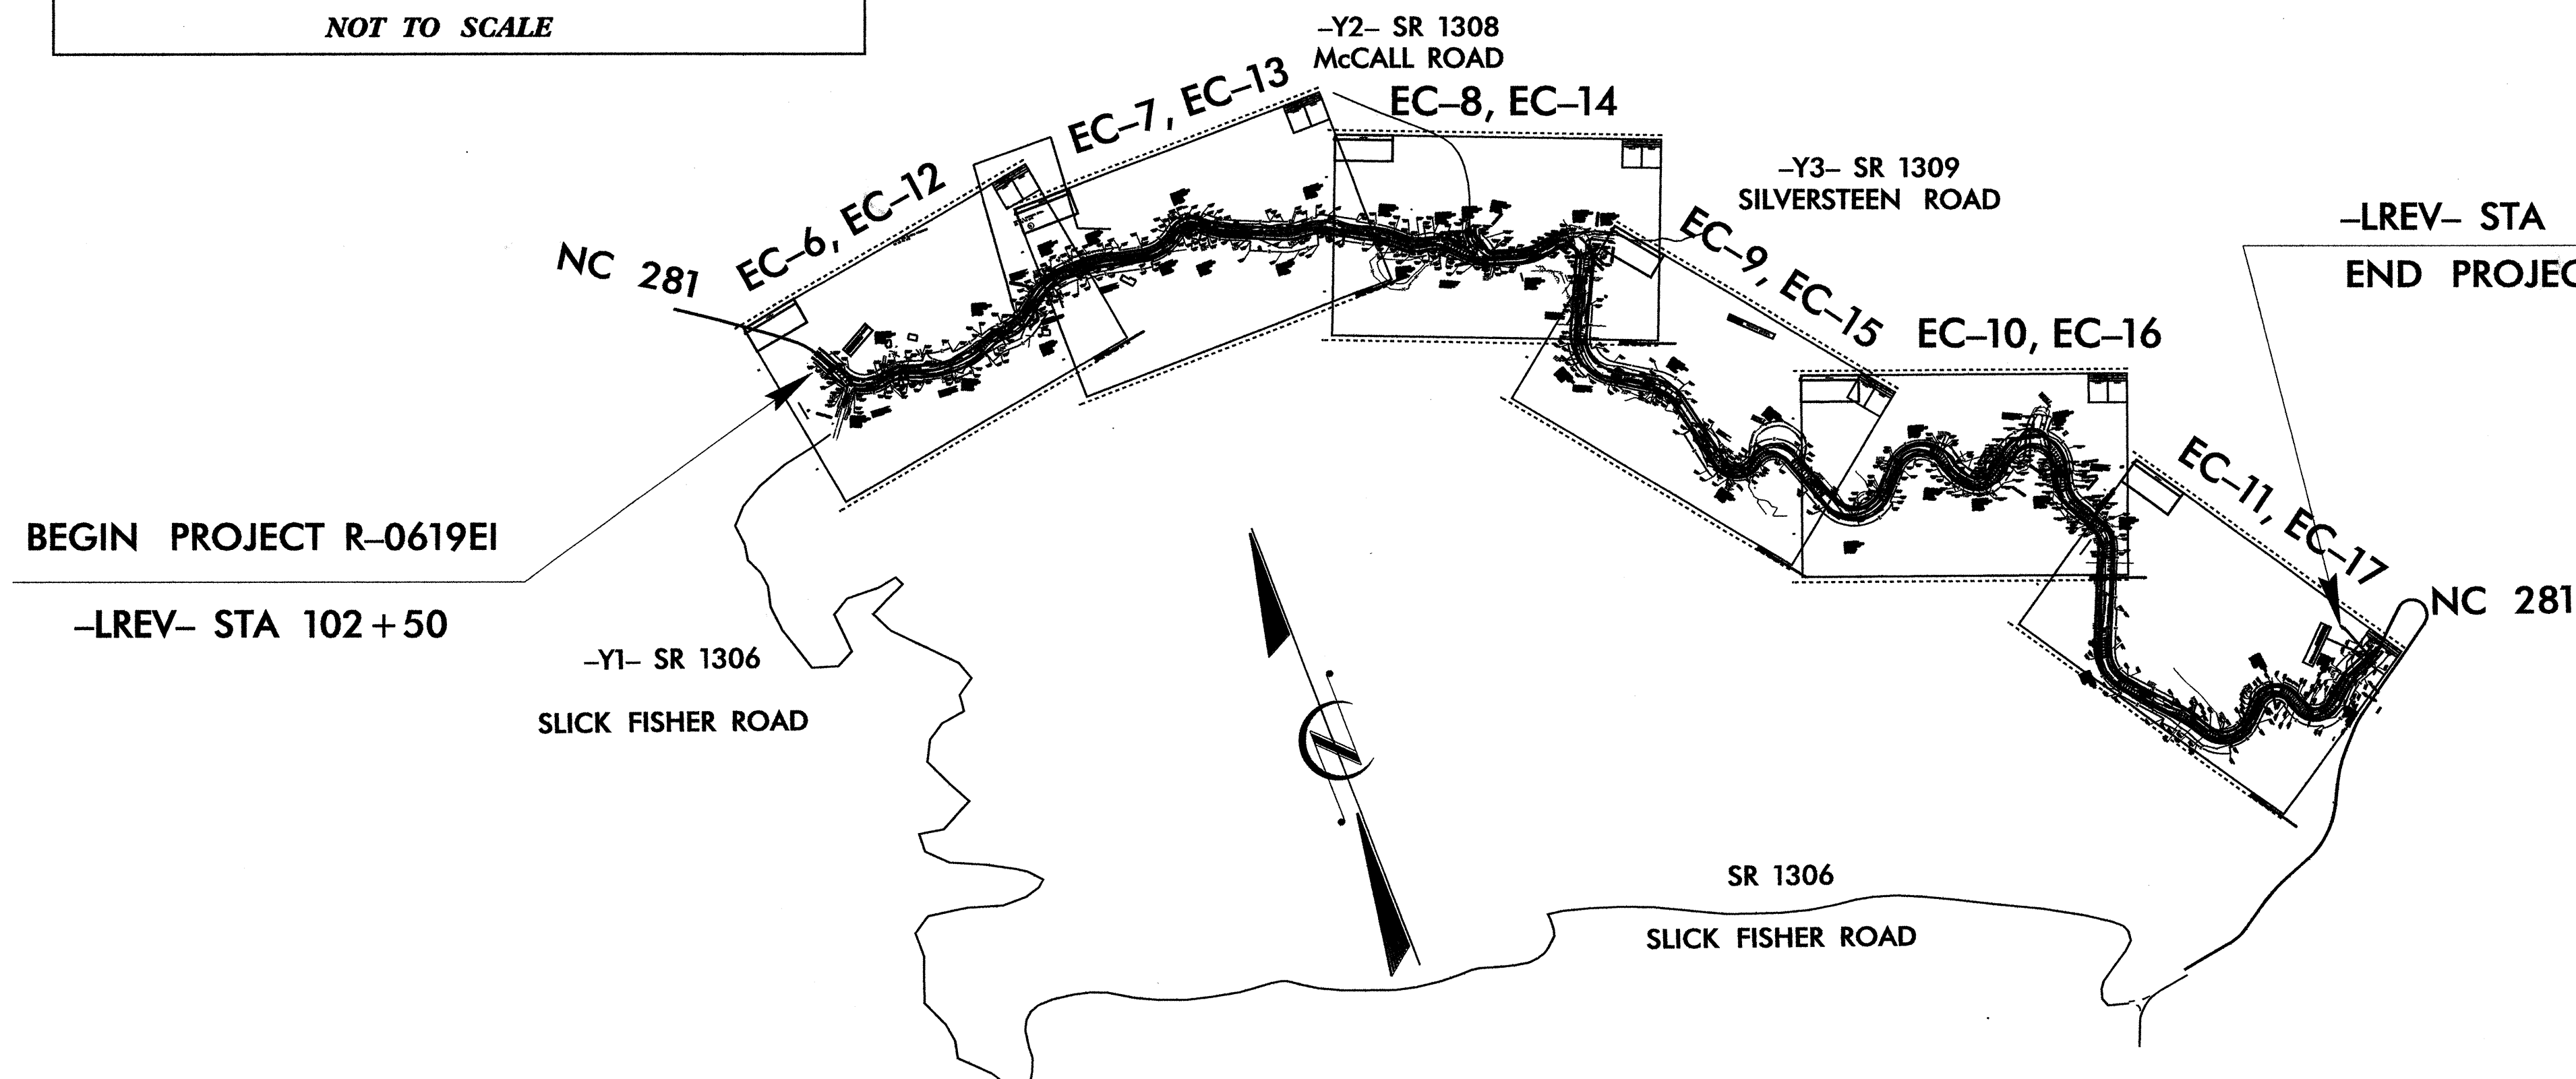 NOT TO SCALE
–Y2– SR 1308
McCALL ROAD
EC–7, EC–13
EC–8, EC–14
–Y3– SR 1309
SILVERSTEEN ROAD
EC–6, EC–12
NC 281
EC–9, EC–15
–LREV– STA
END PROJEC
EC–10, EC–16
EC–11, EC–17
NC 281
BEGIN PROJECT R–0619EI
–LREV– STA 102+50
–Y1– SR 1306
SLICK FISHER ROAD
SR 1306
SLICK FISHER ROAD